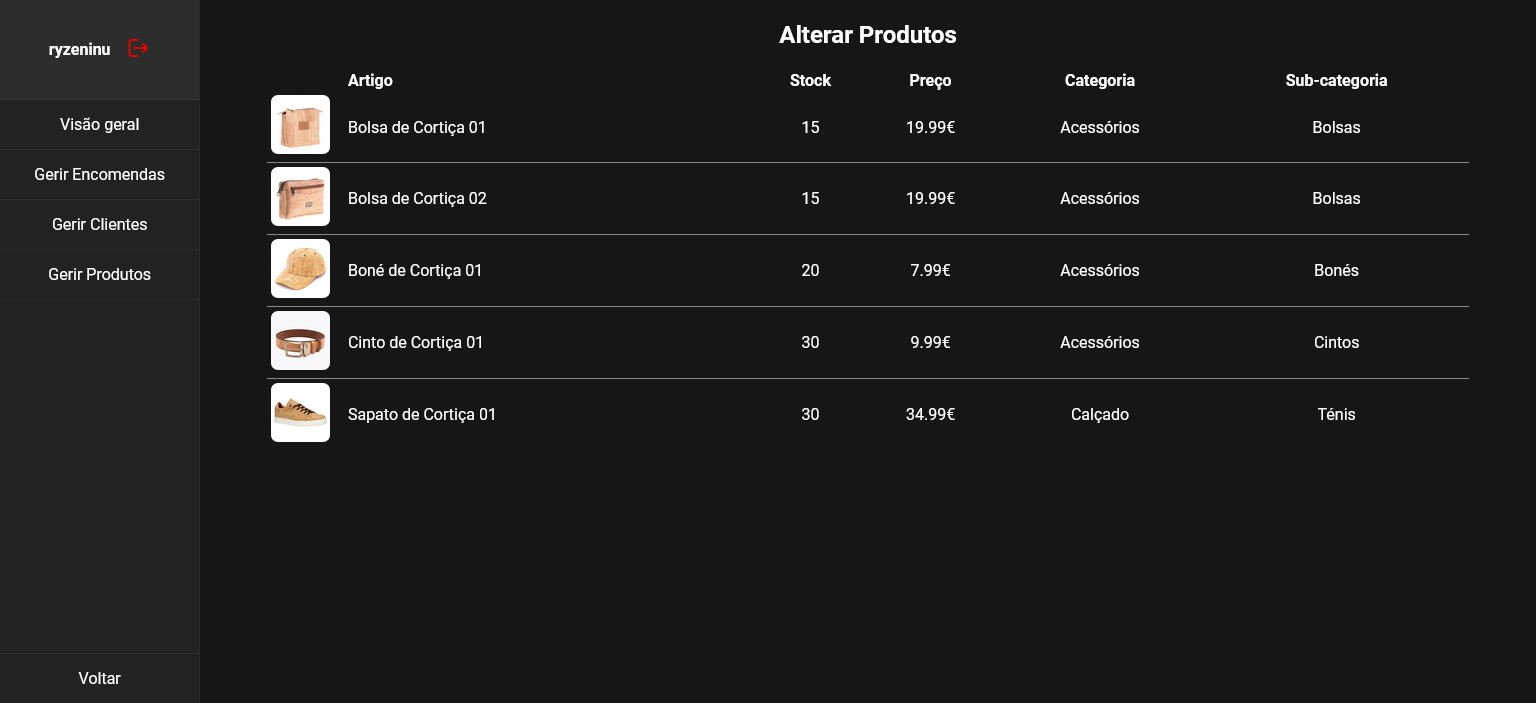 ryzeninu
Visão geral
Gerir Encomendas
Gerir Clientes
Gerir Produtos
Voltar
Alterar Produtos
Artigo Stock Preço Categoria Sub-categoria
Bolsa de Cortiça 01 15 19.99€ Acessórios Bolsas
Bolsa de Cortiça 02 15 19.99€ Acessórios Bolsas
Boné de Cortiça 01 20 7.99€ Acessórios Bonés
Cinto de Cortiça 01 30 9.99€ Acessórios Cintos
Sapato de Cortiça 01 30 34.99€ Calçado Ténis